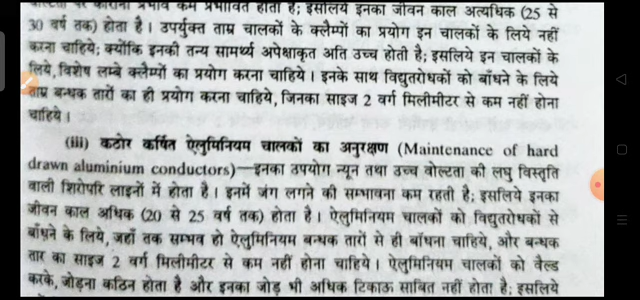 पर कोरोना प्रभाव कम प्रभावित होता है; इसलिये इनका जीवन काल अत्यधिक (25 से
30 वर्ष तक) होता है। उपर्युक्त ताम्र चालकों के क्लैम्पों का प्रयोग इन चालकों के लिये नहीं
करना चाहिये; क्योंकि इनकी तन्य सामर्थ्य अपेक्षाकृत अति उच्च होती है; इसलिये इन चालकों के
लिये, विशेष लम्बे क्लैम्पों का प्रयोग करना चाहिये। इनके साथ विद्युतरोधकों को बाँधने के लिये
ताम्र बन्धक तारों का ही प्रयोग करना चाहिये, जिनका साइज 2 वर्ग मिलीमीटर से कम नहीं होना
चाहिये।
(iii) कठोर कर्षित ऐलुमिनियम चालकों का अनुरक्षण (Maintenance of hard
drawn aluminium conductors)—इनका उपयोग न्यून तथा उच्च वोल्टता की लघु विस्तृति
वाली शिरोपरि लाइनों में होता है। इनमें जंग लगने की सम्भावना कम रहती है; इसलिये इनका
जीवन काल अधिक (20 से 25 वर्ष तक) होता है। ऐलुमिनियम चालकों को विद्युतरोधकों से
बाँधने के लिये, जहाँ तक सम्भव हो ऐलुमिनियम बन्धक तारों से ही बाँधना चाहिये, और बन्धक
तार का साइज 2 वर्ग मिलीमीटर से कम नहीं होना चाहिये। ऐलुमिनियम चालकों को वैल्ड
करके, जोड़ना कठिन होता है और इनका जोड़ भी अधिक टिकाऊ साबित नहीं होता है; इसलिये